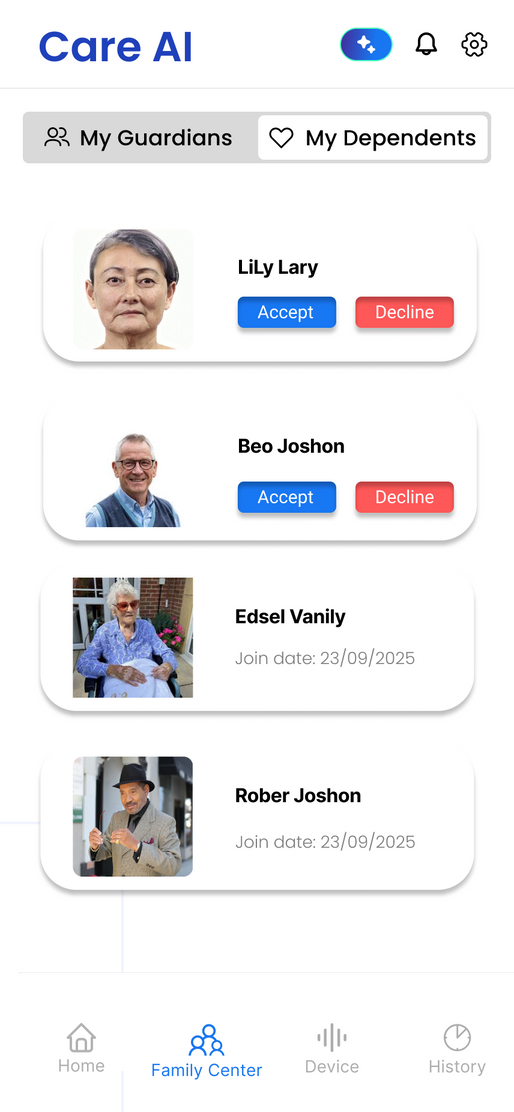 Care AI
My Guardians
My Dependents
LiLy Lary
Accept
Decline
Beo Joshon
Accept
Decline
Edsel Vanily
Join date: 23/09/2025
Rober Joshon
Join date: 23/09/2025
Home
Family Center
Device
History